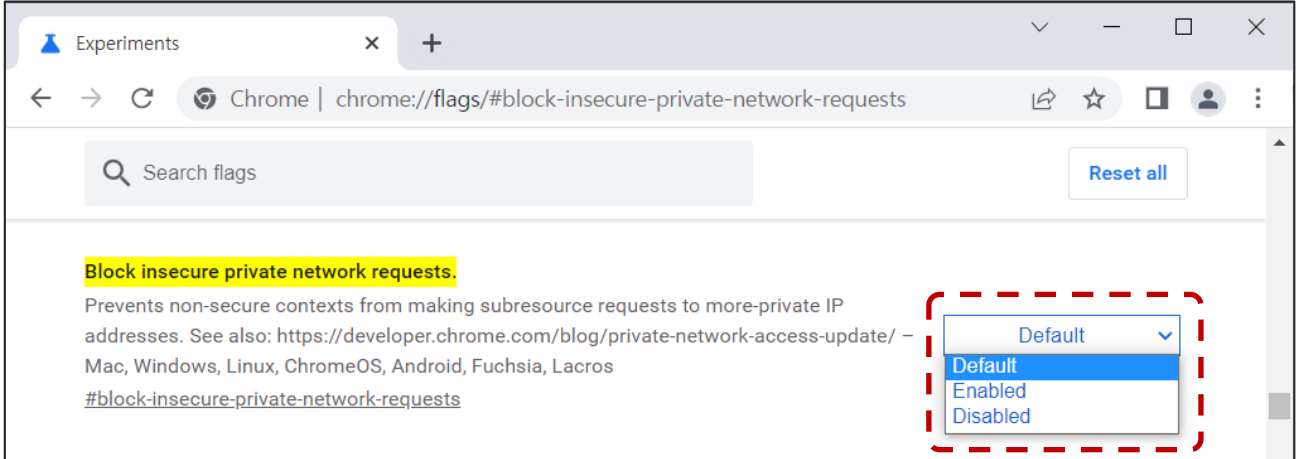 Experiments
Chrome | chrome://flags/#block-insecure-private-network-requests
Search flags
Reset all
Block insecure private network requests.
Prevents non-secure contexts from making subresource requests to more-private IP
addresses. See also: https://developer.chrome.com/blog/private-network-access-update/ –
Mac, Windows, Linux, ChromeOS, Android, Fuchsia, Lacros
#block-insecure-private-network-requests
Default
Default
Enabled
Disabled